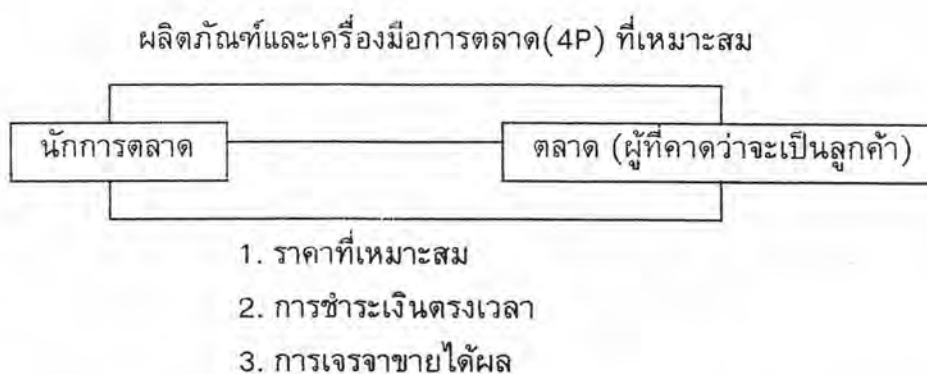 ผลิตภัณฑ์และเครื่องมือการตลาด(4P) ที่เหมาะสม
นักการตลาด
ตลาด (ผู้ที่คาดว่าจะเป็นลูกค้า)
1. ราคาที่เหมาะสม
2. การชำระเงินตรงเวลา
3. การเจรจาขายได้ผล